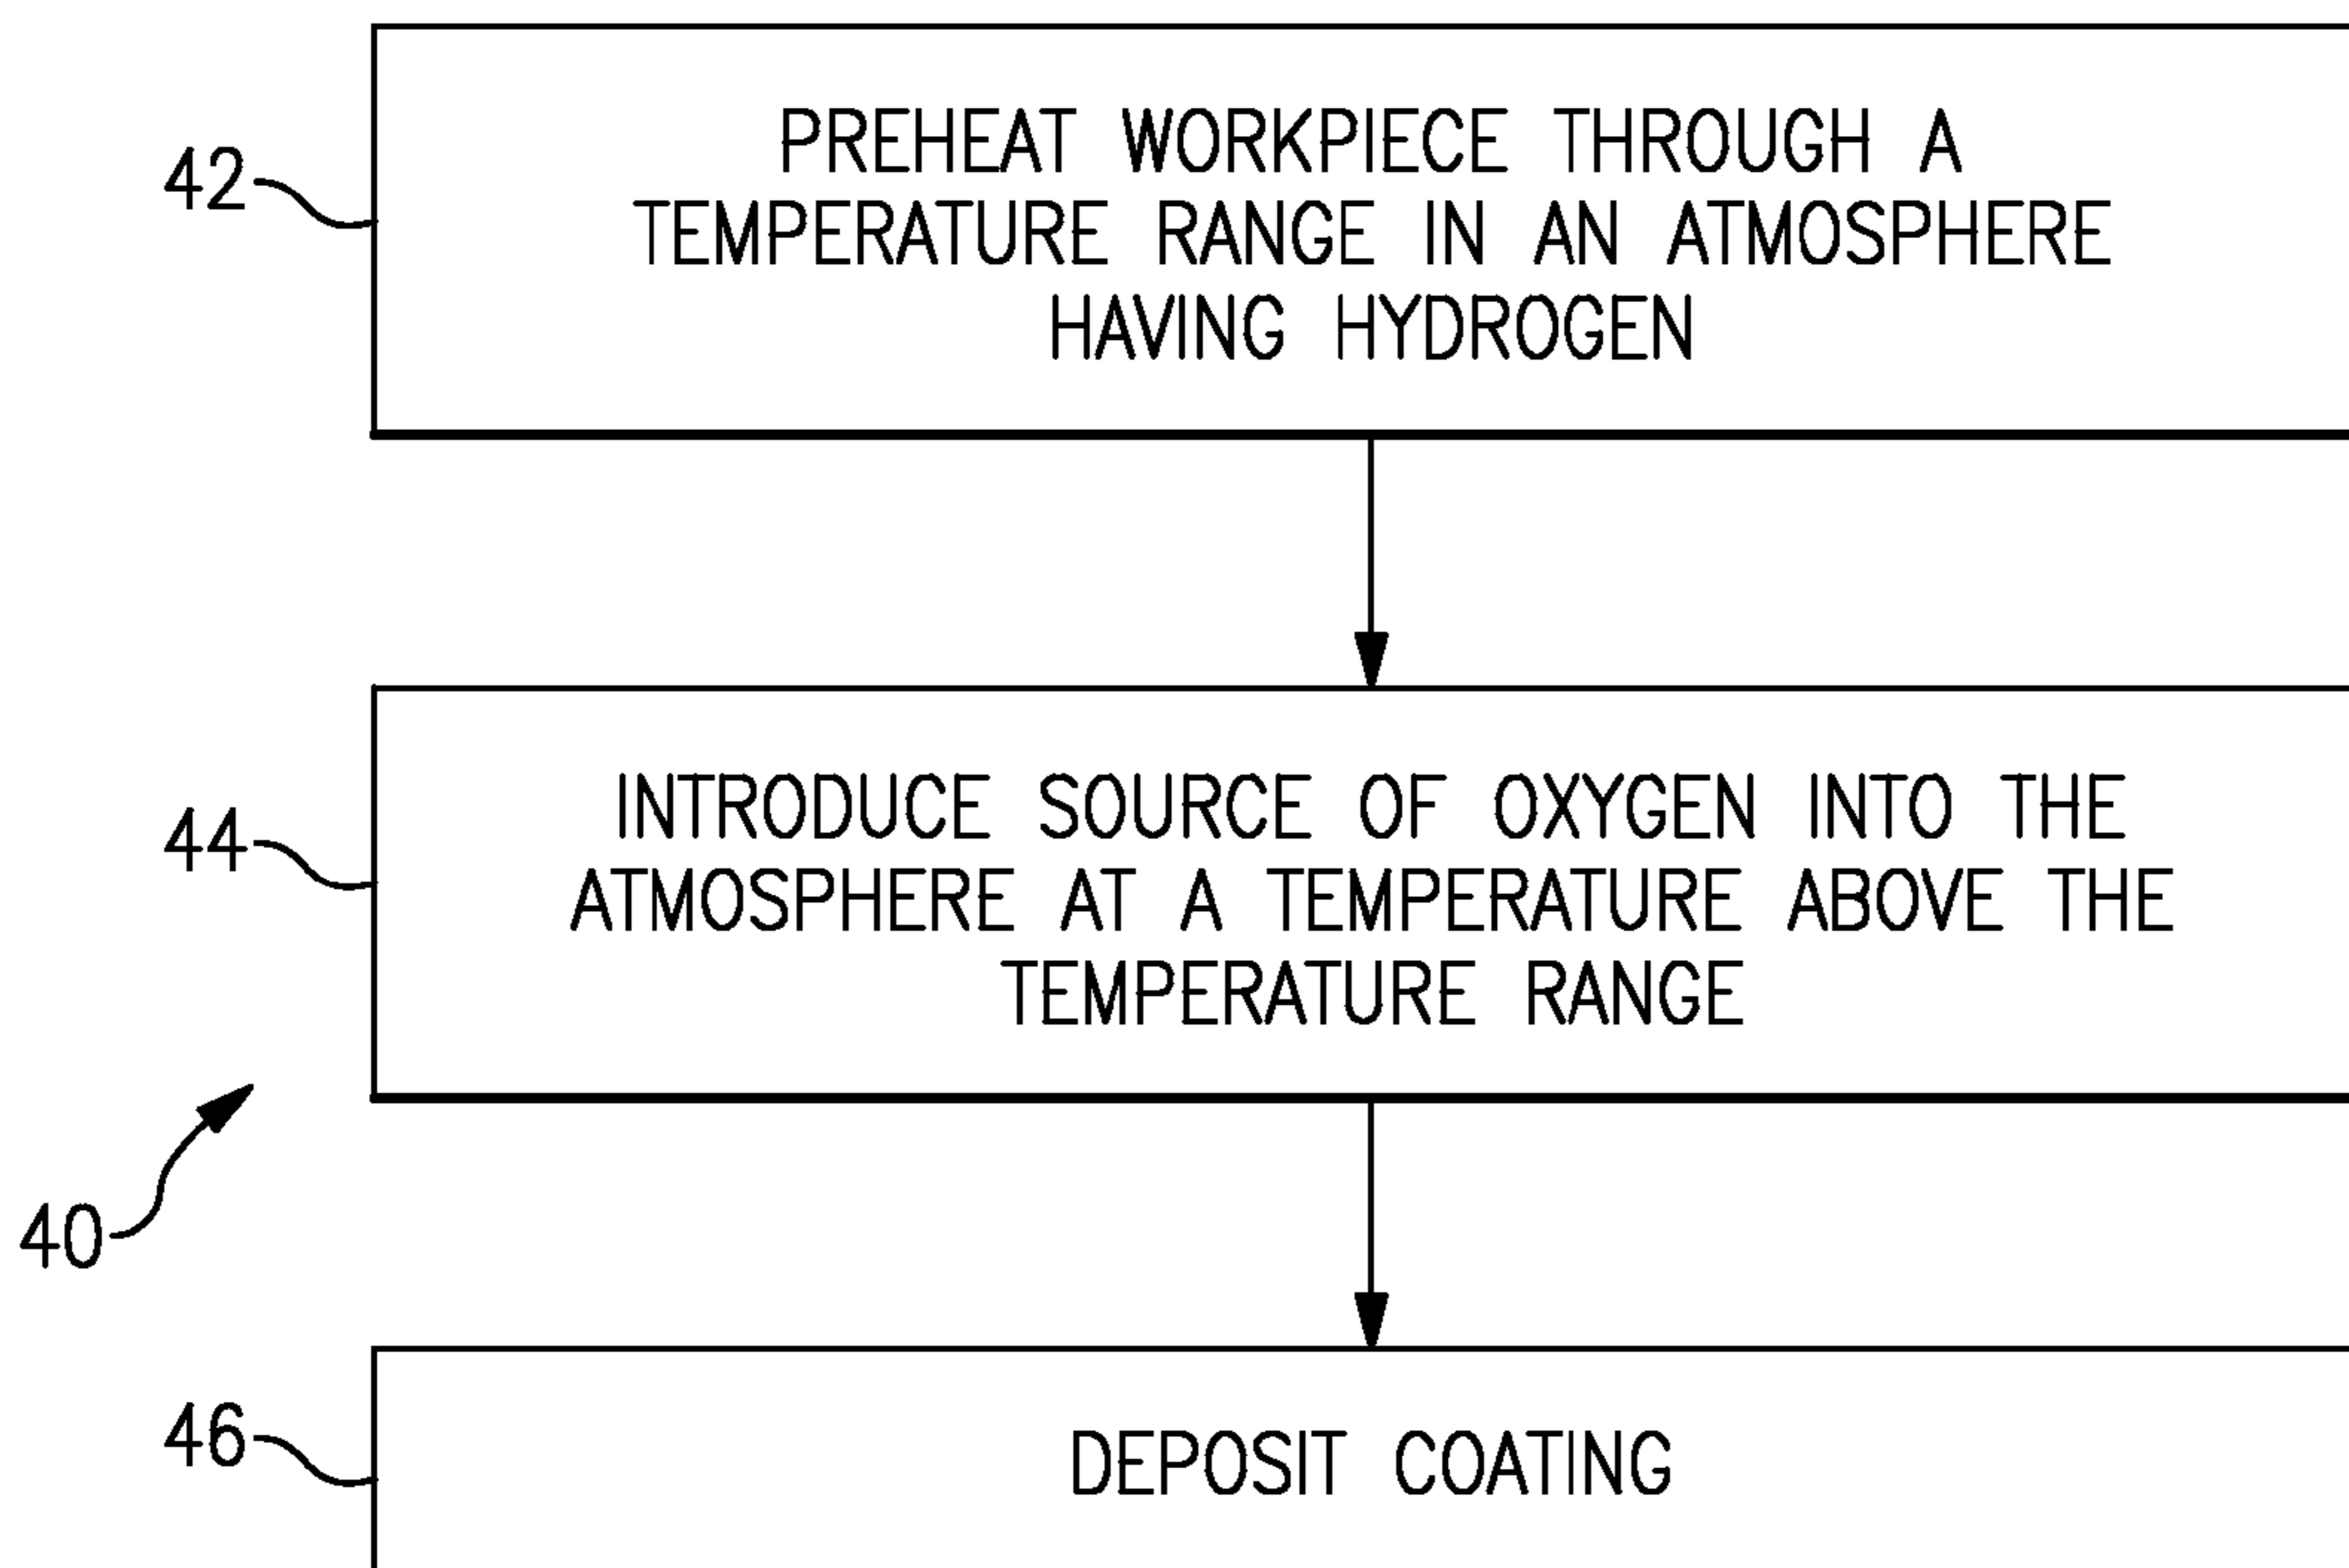 42
PREHEAT WORKPIECE THROUGH A
TEMPERATURE RANGE IN AN ATMOSPHERE
HAVING HYDROGEN
44
INTRODUCE SOURCE OF OXYGEN INTO THE
ATMOSPHERE AT A TEMPERATURE ABOVE THE
TEMPERATURE RANGE
40
46
DEPOSIT COATING